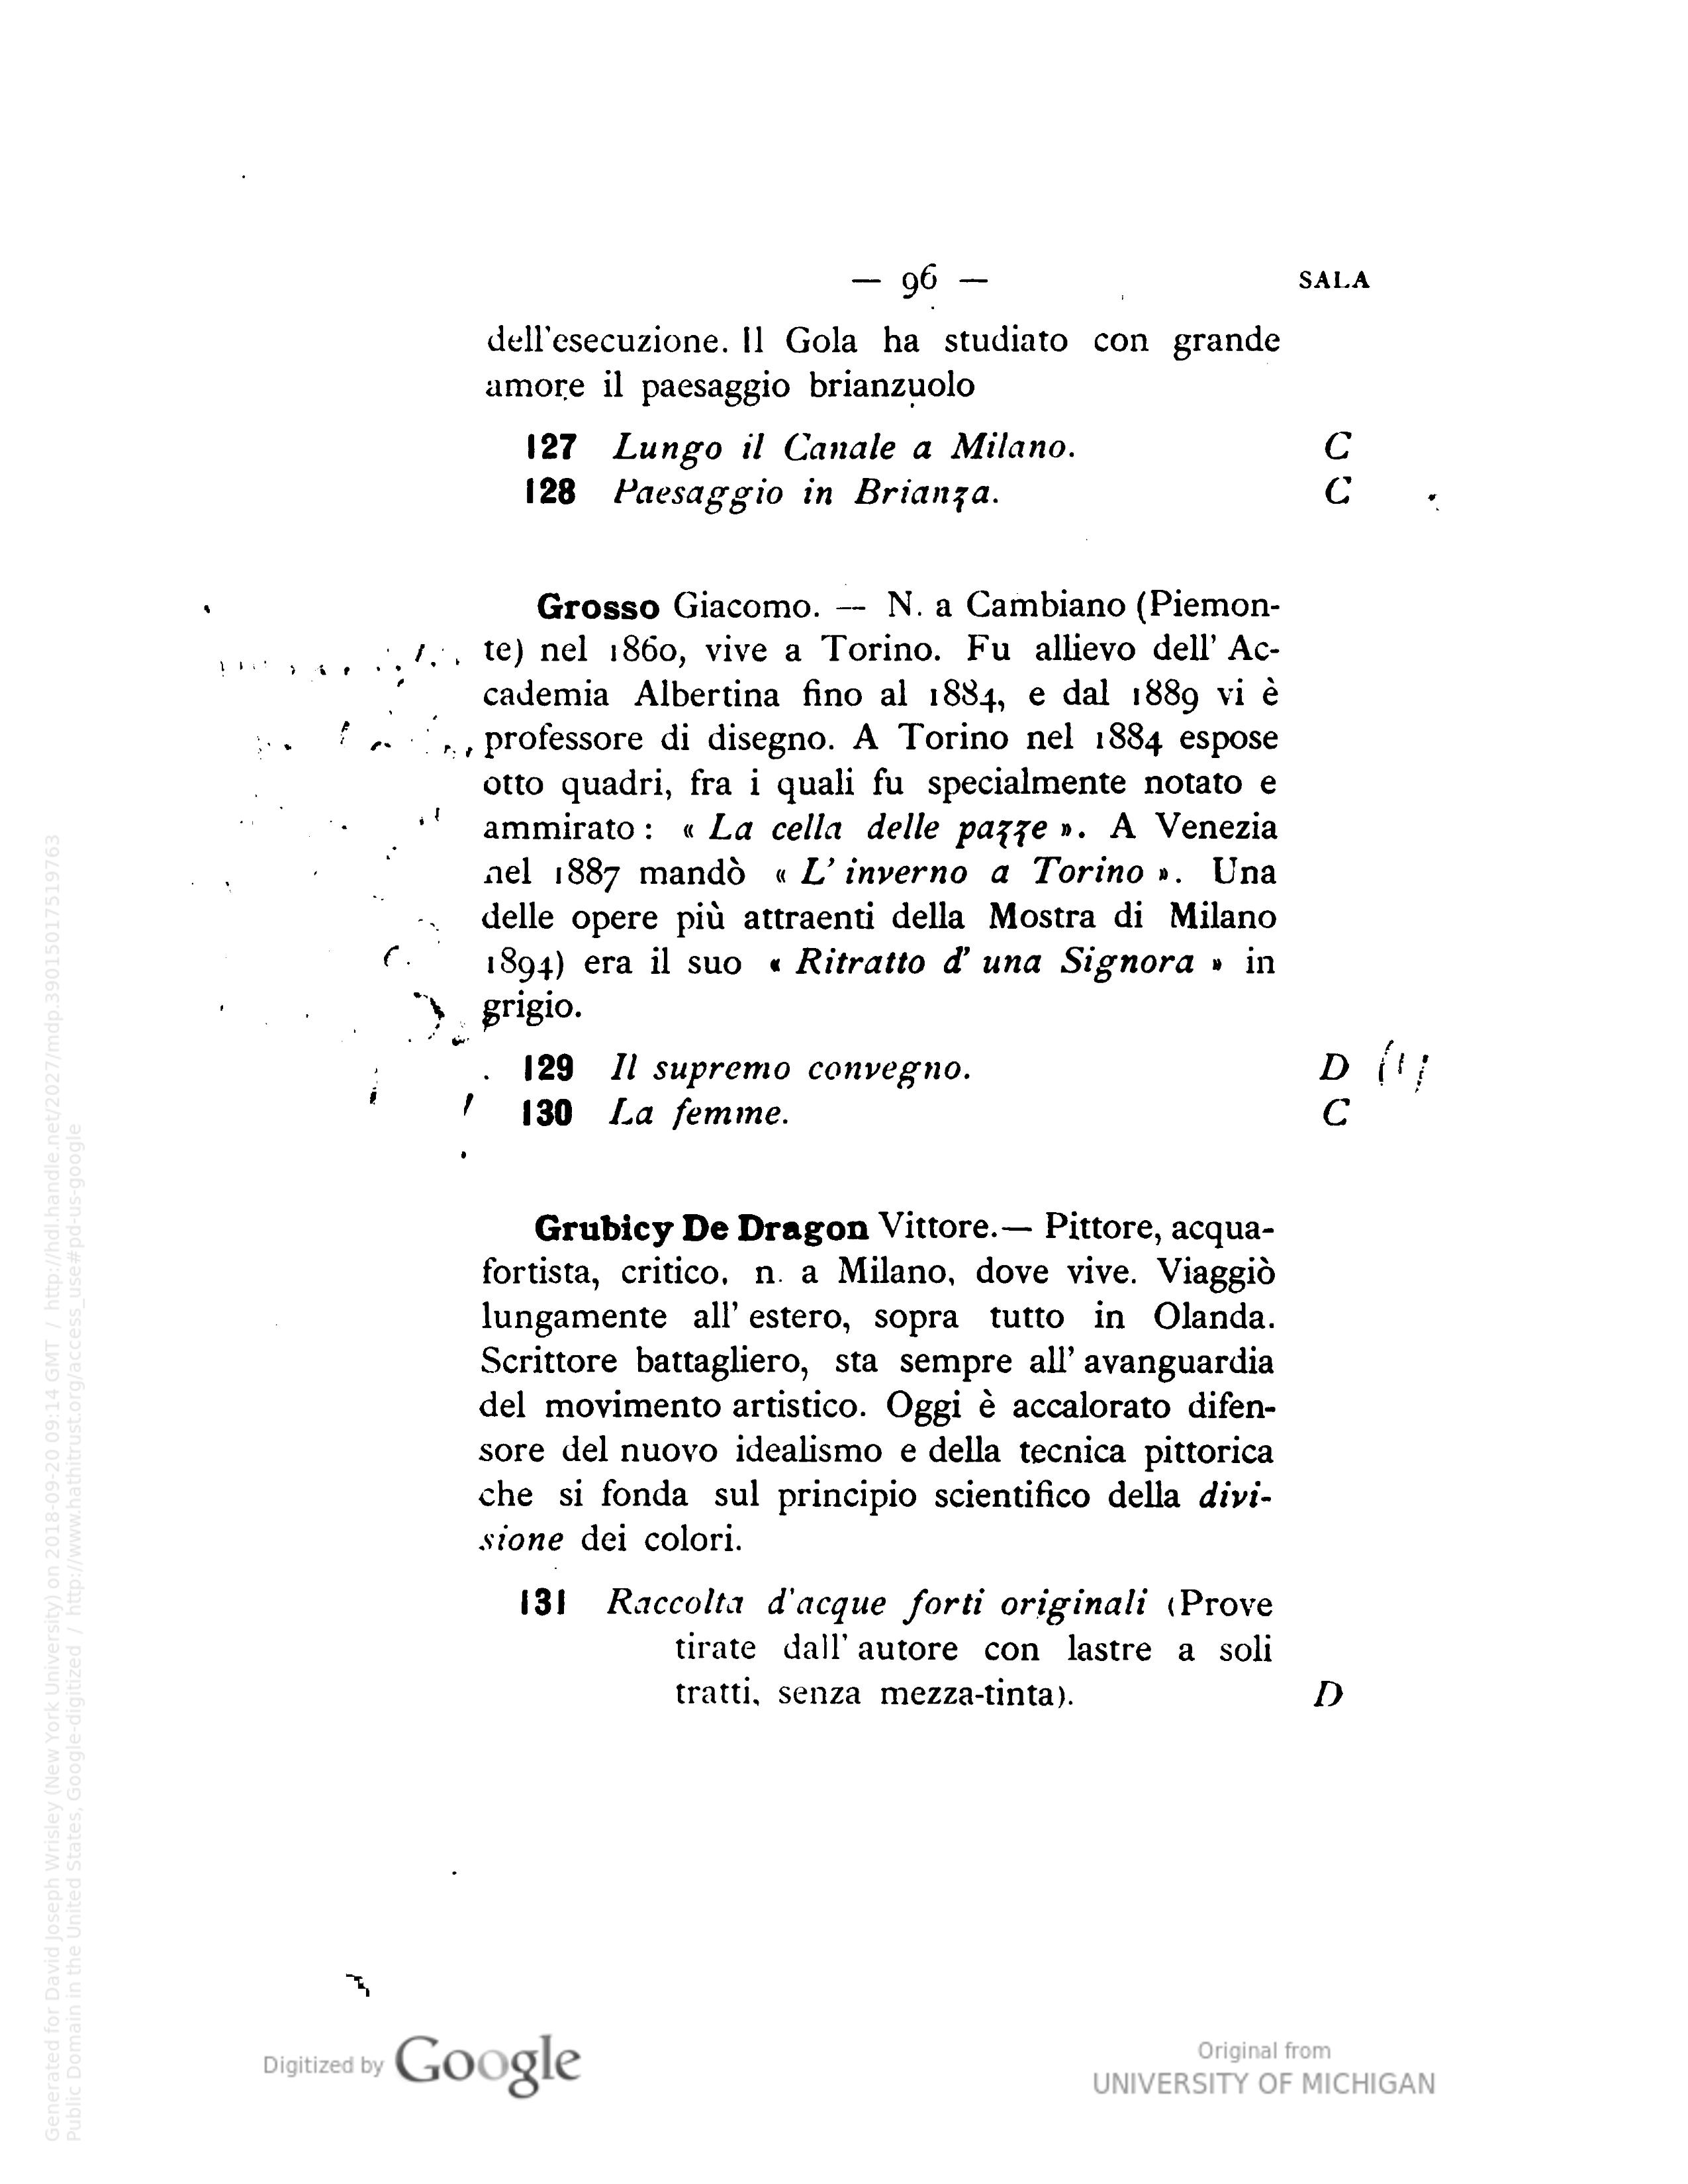 — 96 — SALA
dell'esecuzione. Il Gola ha studiato con grande
amore il paesaggio brianzuolo
127 Lungo il Canale a Milano. C
128 Paesaggio in Brianza. C
Grosso Giacomo. — N. a Cambiano (Piemon-
te) nel 1860, vive a Torino. Fu allievo dell' Ac-
cademia Albertina fino al 1884, e dal 1889 vi è
professore di disegno. A Torino nel 1884 espose
otto quadri, fra i quali fu specialmente notato e
ammirato : « La cella delle pazze ». A Venezia
nel 1887 mandò « L' inverno a Torino ». Una
delle opere più attraenti della Mostra di Milano
1894) era il suo « Ritratto d' una Signora » in
grigio.
129 Il supremo convegno. D
130 La femme. C
Grubicy De Dragon Vittore.— Pittore, acqua-
fortista, critico, n. a Milano, dove vive. Viaggiò
lungamente all' estero, sopra tutto in Olanda.
Scrittore battagliero, sta sempre all' avanguardia
del movimento artistico. Oggi è accalorato difen-
sore del nuovo idealismo e della tecnica pittorica
che si fonda sul principio scientifico della divi-
sione dei colori.
131 Raccolta d'acque forti originali (Prove
tirate dall' autore con lastre a soli
tratti, senza mezza-tinta). D
Digitized by Google
Original from
UNIVERSITY OF MICHIGAN
Generated for David Joseph Wrisley (New York University) on 2018-09-20 09:14 GMT / http://hdl.handle.net/2027/mdp.39015017519763
Public Domain in the United States, Google-digitized / http://www.hathitrust.org/access_use#pd-us-google